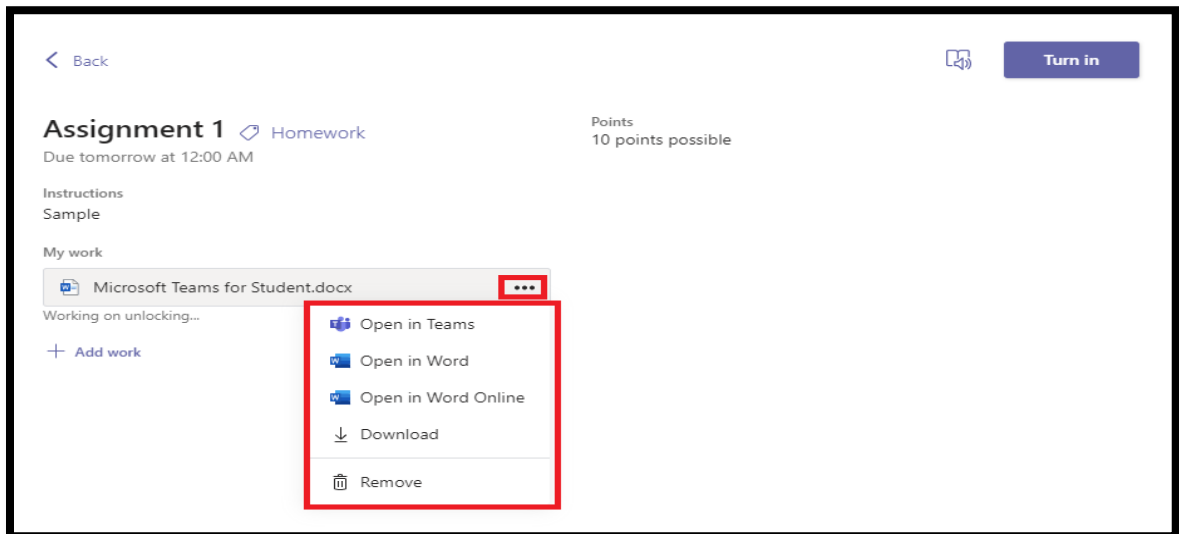 Back
Turn in
Assignment 1 Homework
Due tomorrow at 12:00 AM
Points
10 points possible
Instructions
Sample
My work
Microsoft Teams for Student.docx
Working on unlocking...
+ Add work
Open in Teams
Open in Word
Open in Word Online
Download
Remove